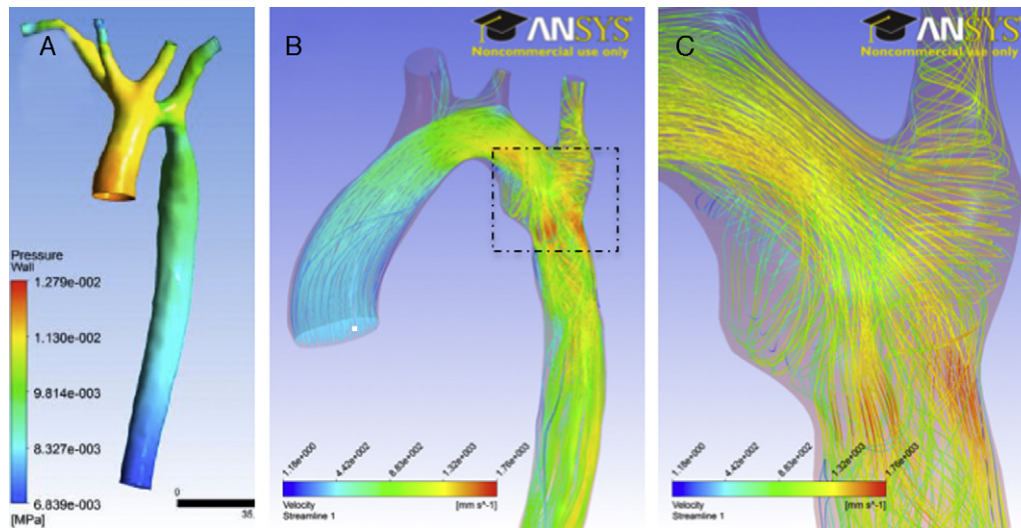 A
Pressure
Wall
1.279e-002
1.130e-002
9.814e-003
8.327e-003
6.839e-003
[MPa]
0
35.
B
ANSYS
Noncommercial use only
1.18e+000
4.42e+002
8.83e+002
1.32e+003
1.76e+003
Velocity
Streamline 1
[mm s^-1]
C
ANSYS
Noncommercial use only
1.18e+000
4.42e+002
8.83e+002
1.32e+003
1.76e+003
Velocity
Streamline 1
[mm s^-1]